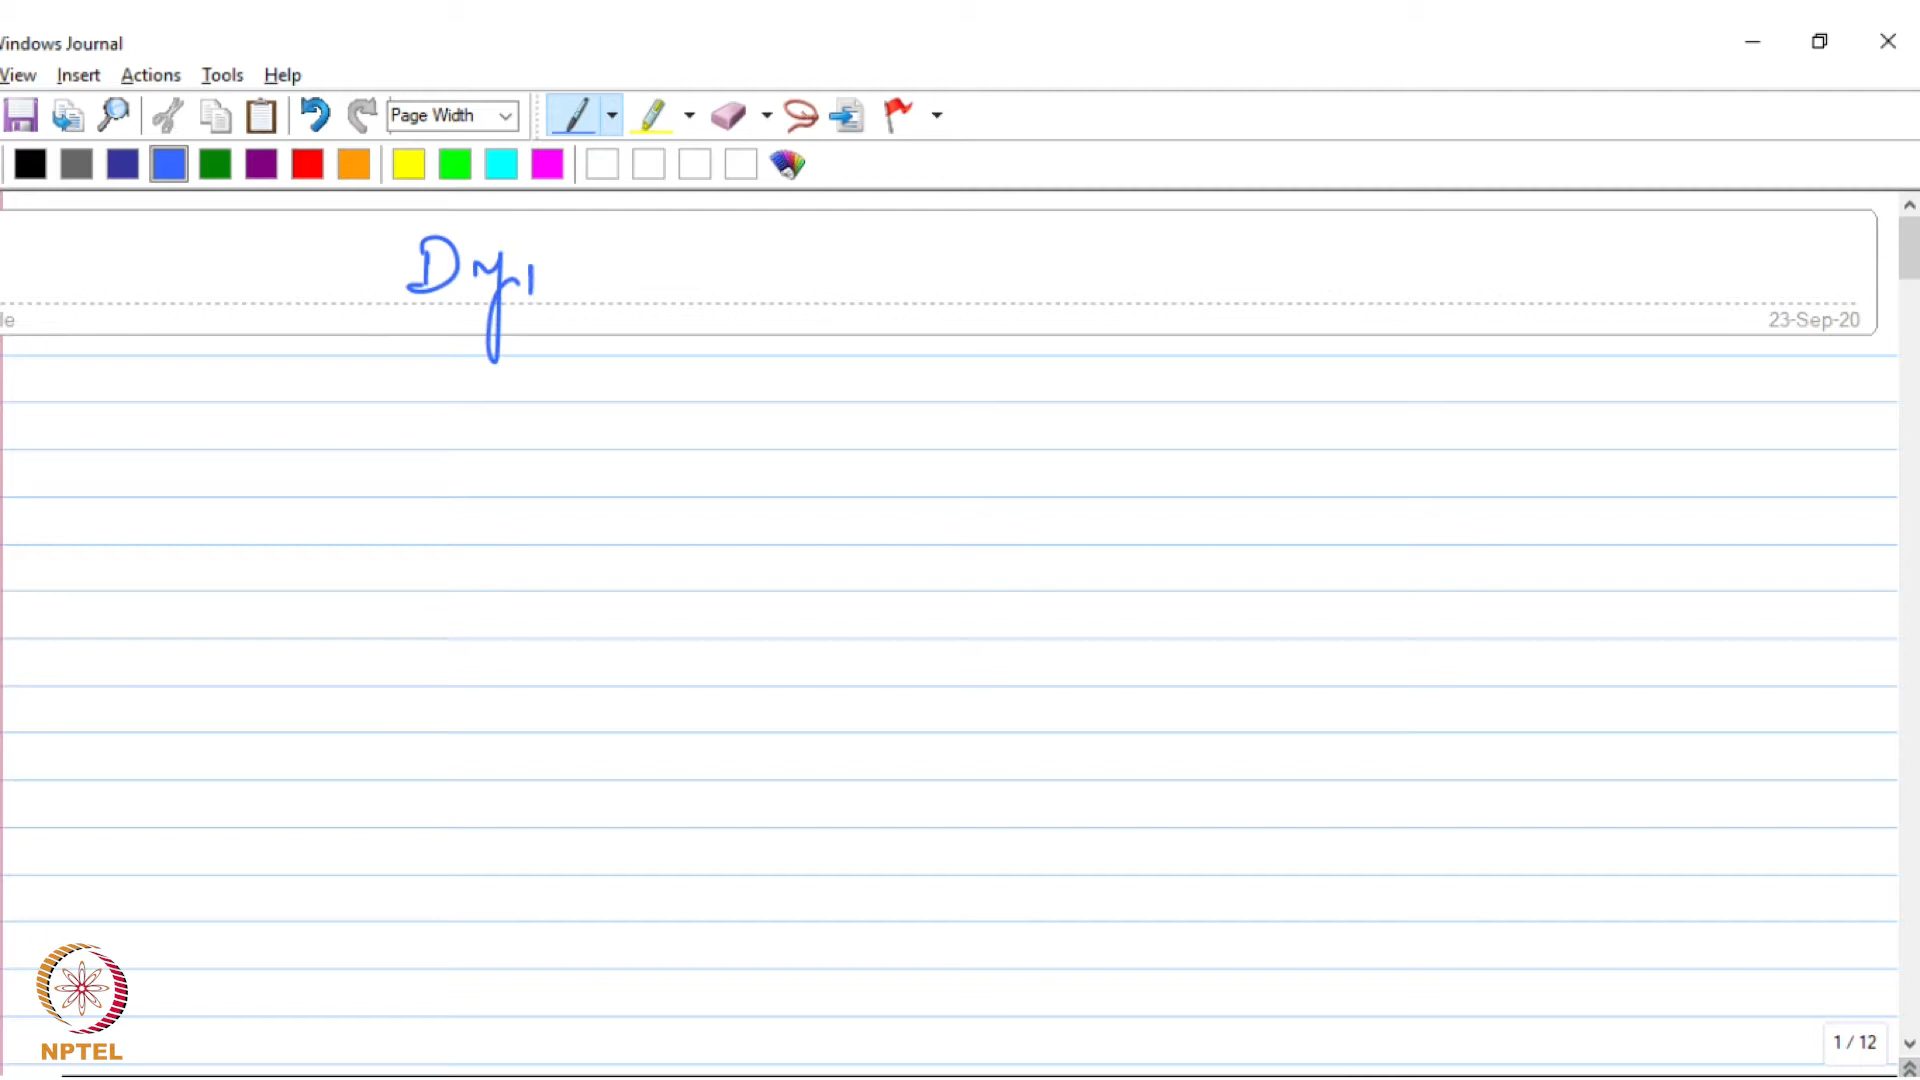 Windows Journal
View Insert Actions Tools Help
Page Width
Dy
le
23-Sep-20
NPTEL
1 / 12